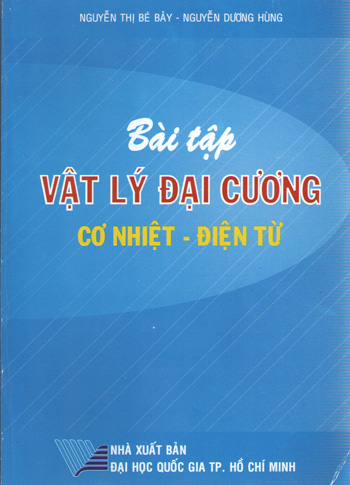 NGUYỄN THỊ BÉ BẢY - NGUYỄN DƯƠNG HÙNG
Bài tập
VẬT LÝ ĐẠI CƯƠNG
CƠ NHIỆT - ĐIỆN TỪ
NHÀ XUẤT BẢN
ĐẠI HỌC QUỐC GIA TP. HỒ CHÍ MINH